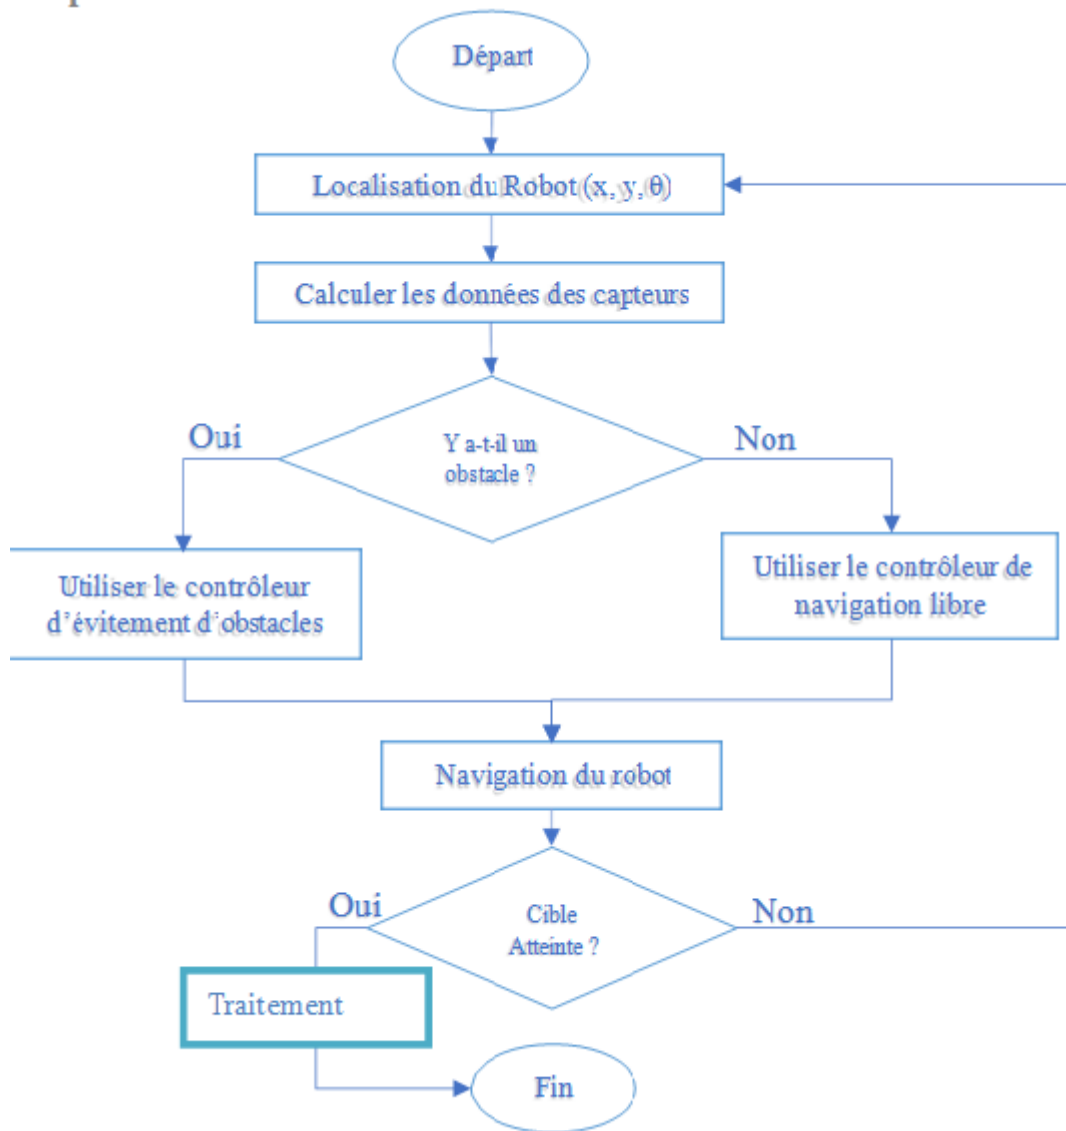 Départ
Localisation du Robot (x, y, θ)
Calculer les données des capteurs
Oui
Y a-t-il un
obstacle ?
Non
Utiliser le contrôleur
d'évitement d'obstacles
Utiliser le contrôleur de
navigation libre
Navigation du robot
Oui
Cible
Atteinte ?
Non
Traitement
Fin